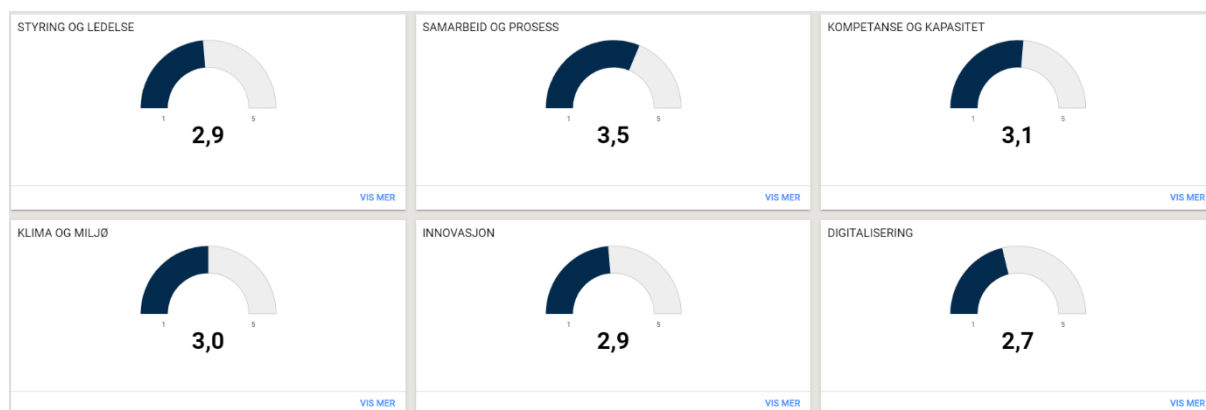 STYRING OG LEDELSE
1 5
2,9
VIS MER
SAMARBEID OG PROSESS
1 5
3,5
VIS MER
KOMPETANSE OG KAPASITET
1 5
3,1
VIS MER
KLIMA OG MILJØ
1 5
3,0
VIS MER
INNOVASJON
1 5
2,9
VIS MER
DIGITALISERING
1 5
2,7
VIS MER